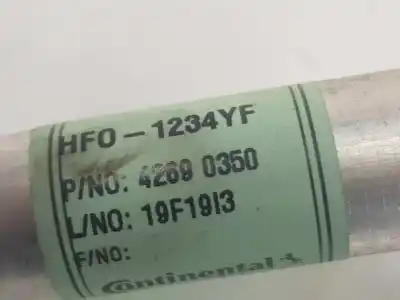 HFO-1234YF
P/NO: 4269 0350
L/NO: 19F19I3
F/NO:
Continental